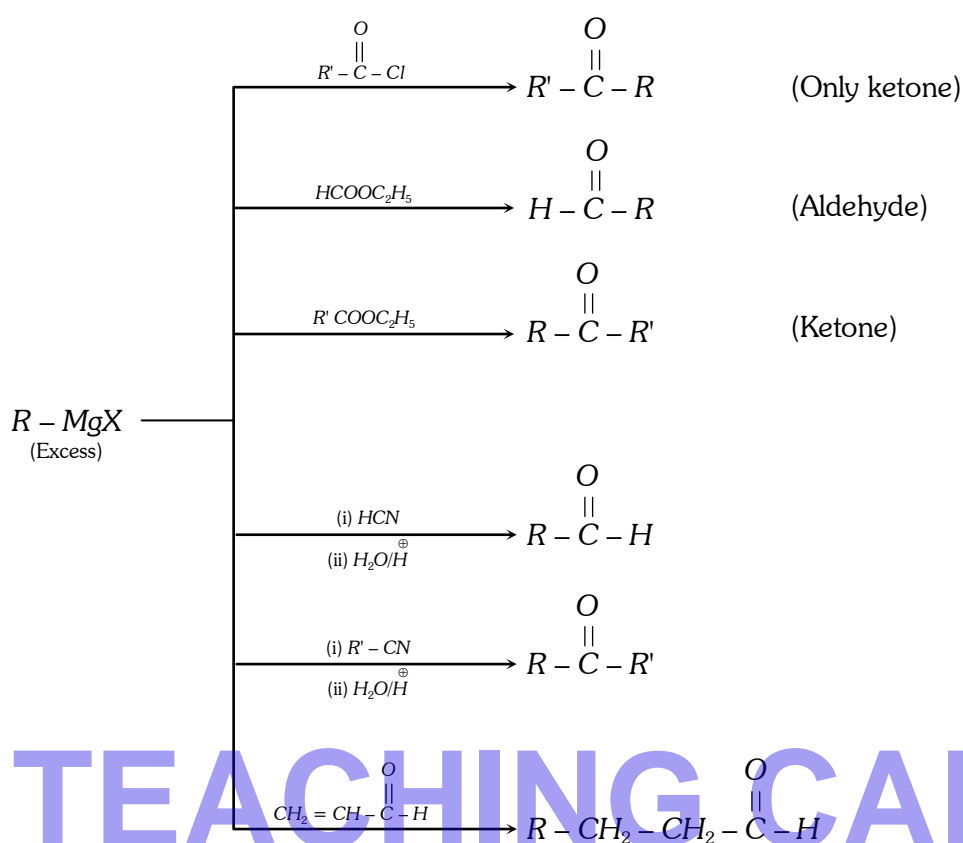 O
||
R' – C – Cl
O
||
R' – C – R
(Only ketone)
HCOOC₂H₅
O
||
H – C – R
(Aldehyde)
R' COOC₂H₅
O
||
R – C – R'
(Ketone)
R – MgX
(Excess)
(i) HCN
(ii) H₂O/H⊕
O
||
R – C – H
(i) R' – CN
(ii) H₂O/H⊕
O
||
R – C – R'
O
||
CH₂ = CH – C – H
O
||
R – CH₂ – CH₂ – C – H
TEACHING CAR